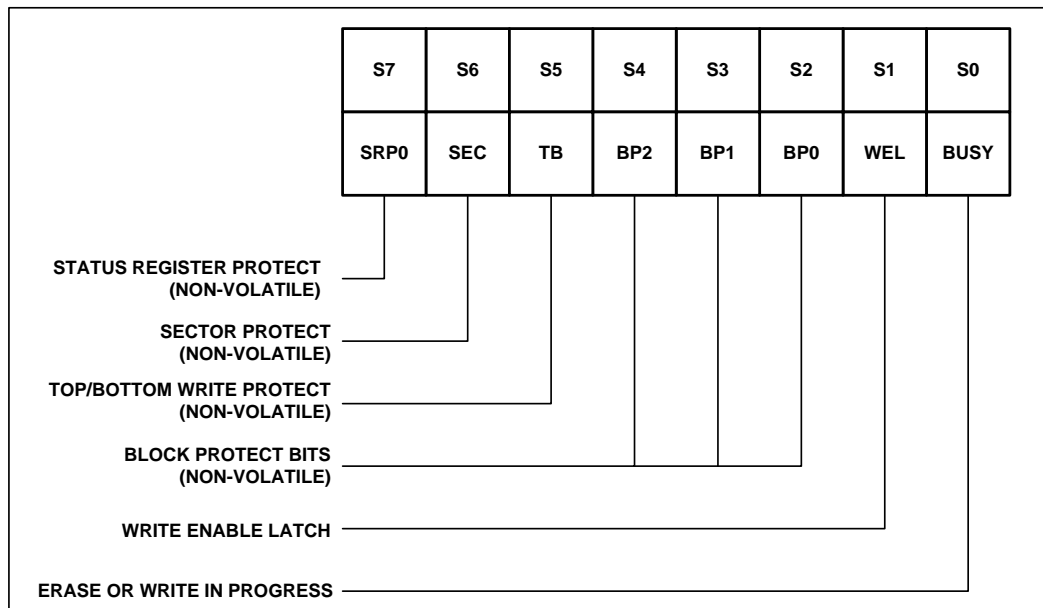 S7 S6 S5 S4 S3 S2 S1 S0
SRP0 SEC TB BP2 BP1 BP0 WEL BUSY
STATUS REGISTER PROTECT
(NON-VOLATILE)
SECTOR PROTECT
(NON-VOLATILE)
TOP/BOTTOM WRITE PROTECT
(NON-VOLATILE)
BLOCK PROTECT BITS
(NON-VOLATILE)
WRITE ENABLE LATCH
ERASE OR WRITE IN PROGRESS